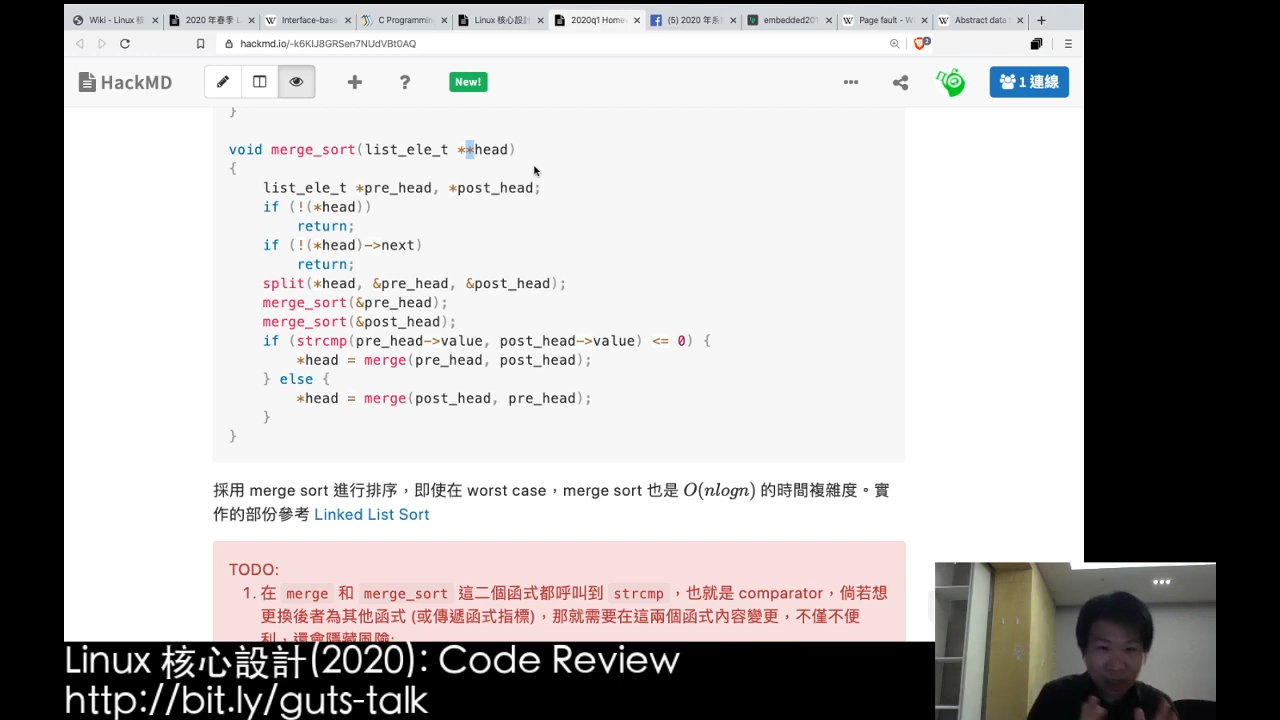 Wiki - Linux 核
2020 年春季 L
Interface-base
C Programmin
Linux 核心設計
2020q1 Home
(5) 2020 年系
embedded201
Page fault - W
Abstract data
hackmd.io/-k6KIJ8GRSen7NUdVBt0AQ
HackMD
New!
1 連線
}
void merge_sort(list_ele_t **head)
{
list_ele_t *pre_head, *post_head;
if (!(*head))
return;
if (!(*head)->next)
return;
split(*head, &pre_head, &post_head);
merge_sort(&pre_head);
merge_sort(&post_head);
if (strcmp(pre_head->value, post_head->value) <= 0) {
*head = merge(pre_head, post_head);
} else {
*head = merge(post_head, pre_head);
}
}
採用 merge sort 進行排序，即使在 worst case，merge sort 也是 O(nlogn) 的時間複雜度。實
作的部份參考 Linked List Sort
TODO:
1. 在 merge 和 merge_sort 這二個函式都呼叫到 strcmp，也就是 comparator，倘若想
更換後者為其他函式 (或傳遞函式指標)，那就需要在這兩個函式內容變更，不僅不便
利，還會隱藏風險;
Linux 核心設計(2020): Code Review
http://bit.ly/guts-talk